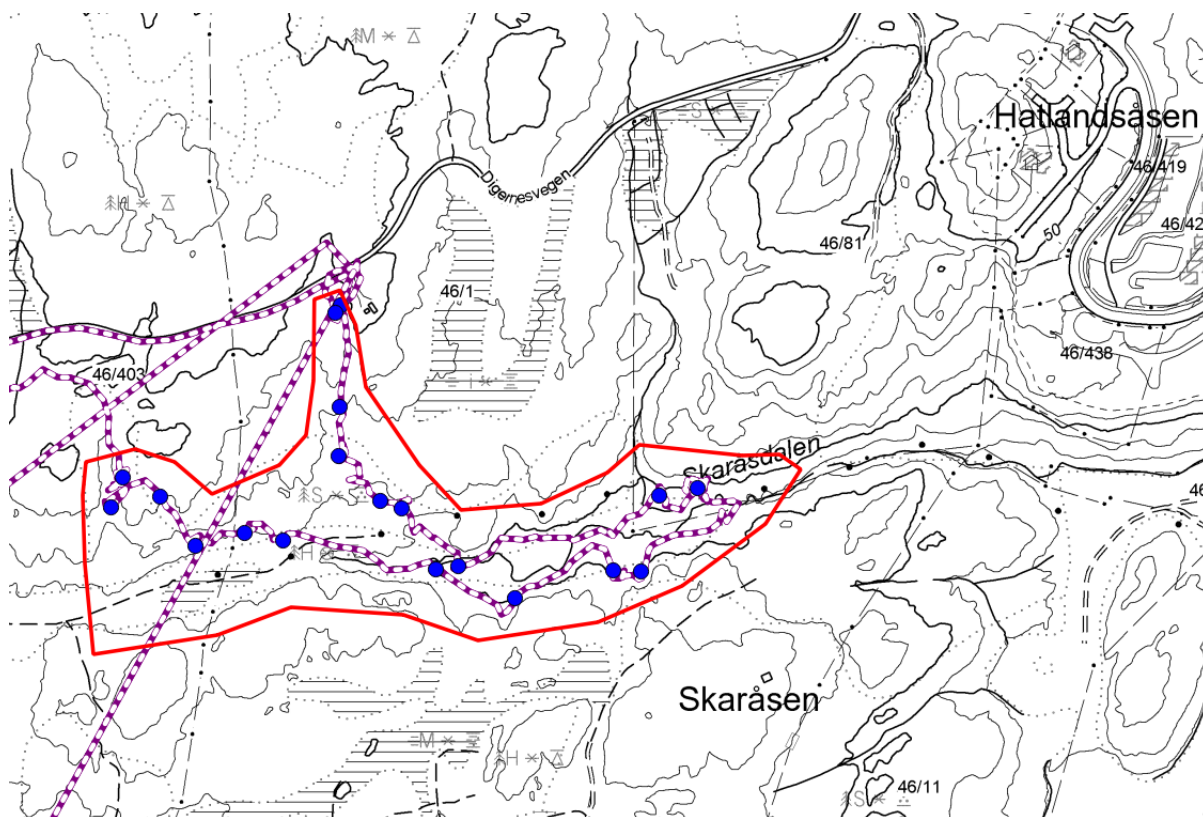 M
S
Hatlandsåsen
46/419
Digernesvegen
H
46/42
50
46/81
46/1
46/438
46/403
i
Skaråsdalen
S
46
H
Skaråsen
M
H
46/11
S